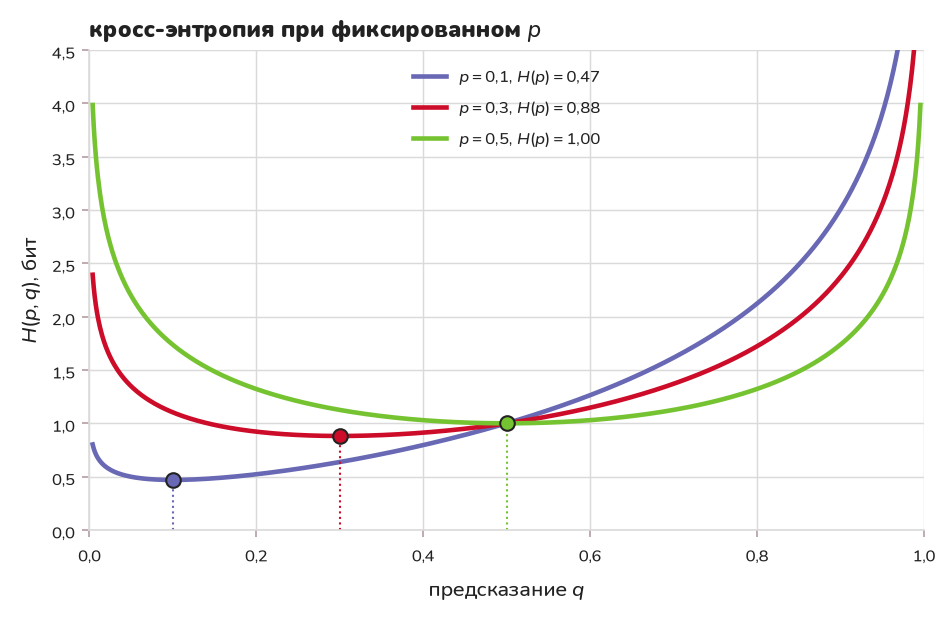 кросс-энтропия при фиксированном p
4,5
4,0
3,5
3,0
2,5
2,0
1,5
1,0
0,5
0,0
H(p, q), бит
p = 0,1, H(p) = 0,47
p = 0,3, H(p) = 0,88
p = 0,5, H(p) = 1,00
0,0 0,2 0,4 0,6 0,8 1,0
предсказание q